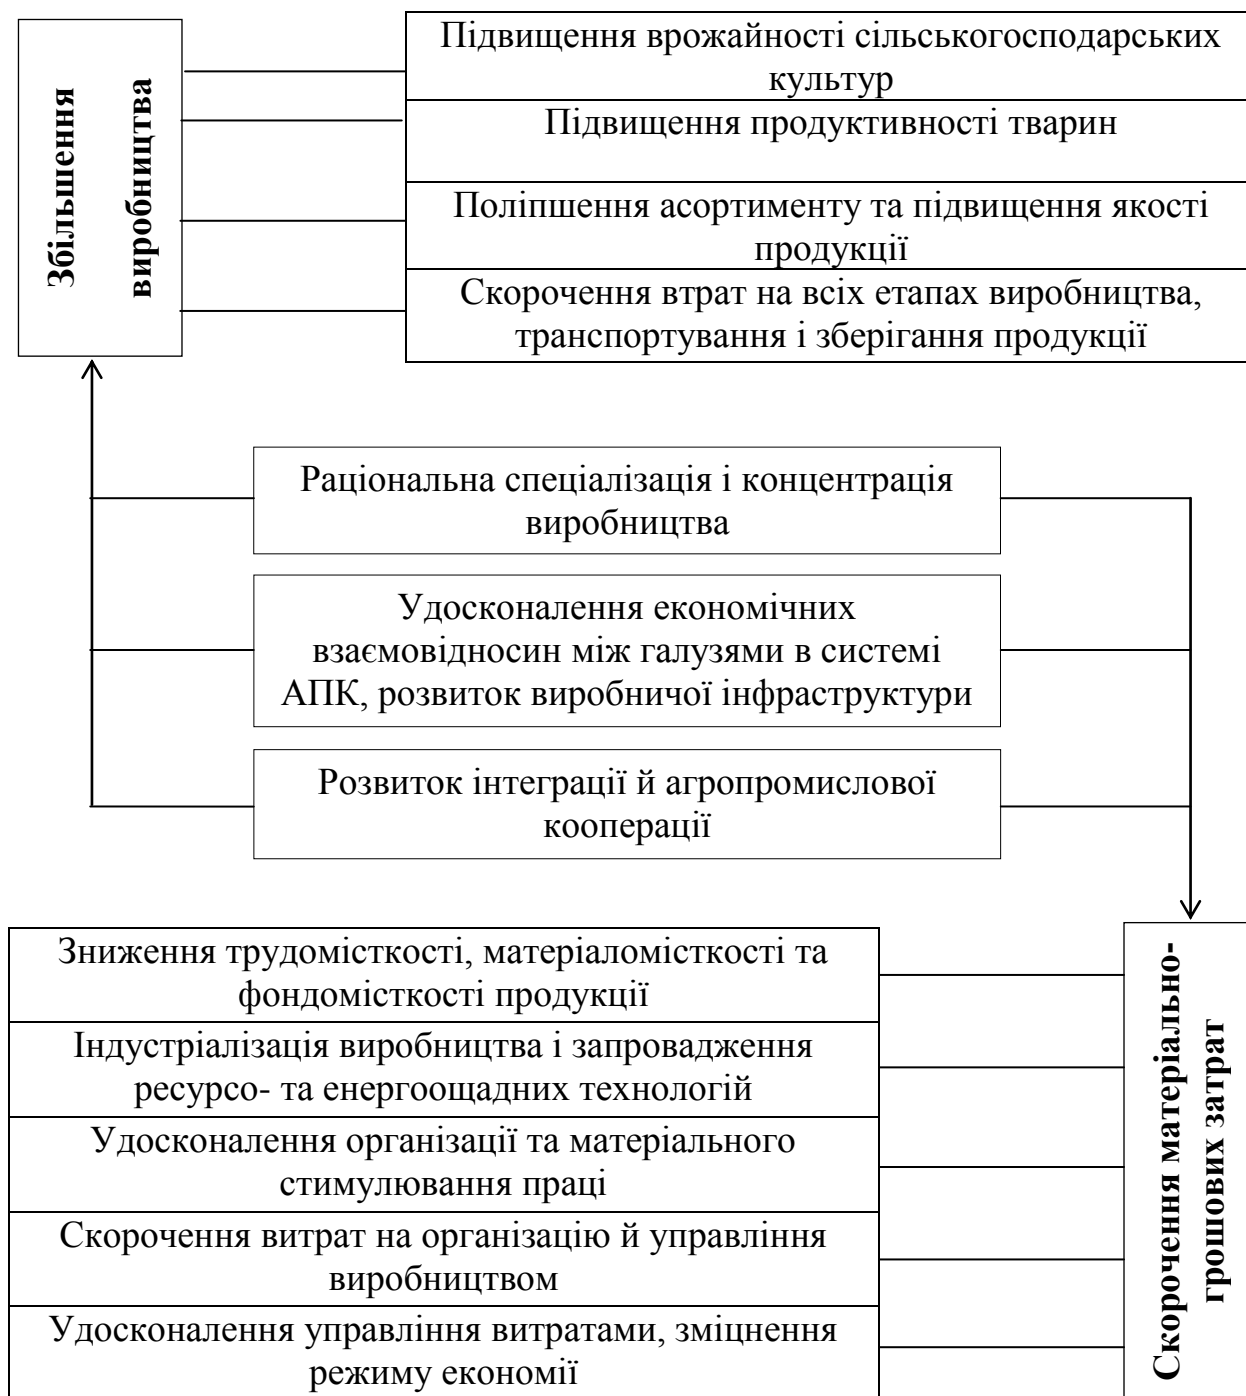 Збільшення
виробництва
Підвищення врожайності сільськогосподарських
культур
Підвищення продуктивності тварин
Поліпшення асортименту та підвищення якості
продукції
Скорочення втрат на всіх етапах виробництва,
транспортування і зберігання продукції
Раціональна спеціалізація і концентрація
виробництва
Удосконалення економічних
взаємовідносин між галузями в системі
АПК, розвиток виробничої інфраструктури
Розвиток інтеграції й агропромислової
кооперації
Зниження трудомісткості, матеріаломісткості та
фондомісткості продукції
Індустріалізація виробництва і запровадження
ресурсо- та енергоощадних технологій
Удосконалення організації та матеріального
стимулювання праці
Скорочення витрат на організацію й управління
виробництвом
Удосконалення управління витратами, зміцнення
режиму економії
Скорочення матеріально-
грошових затрат